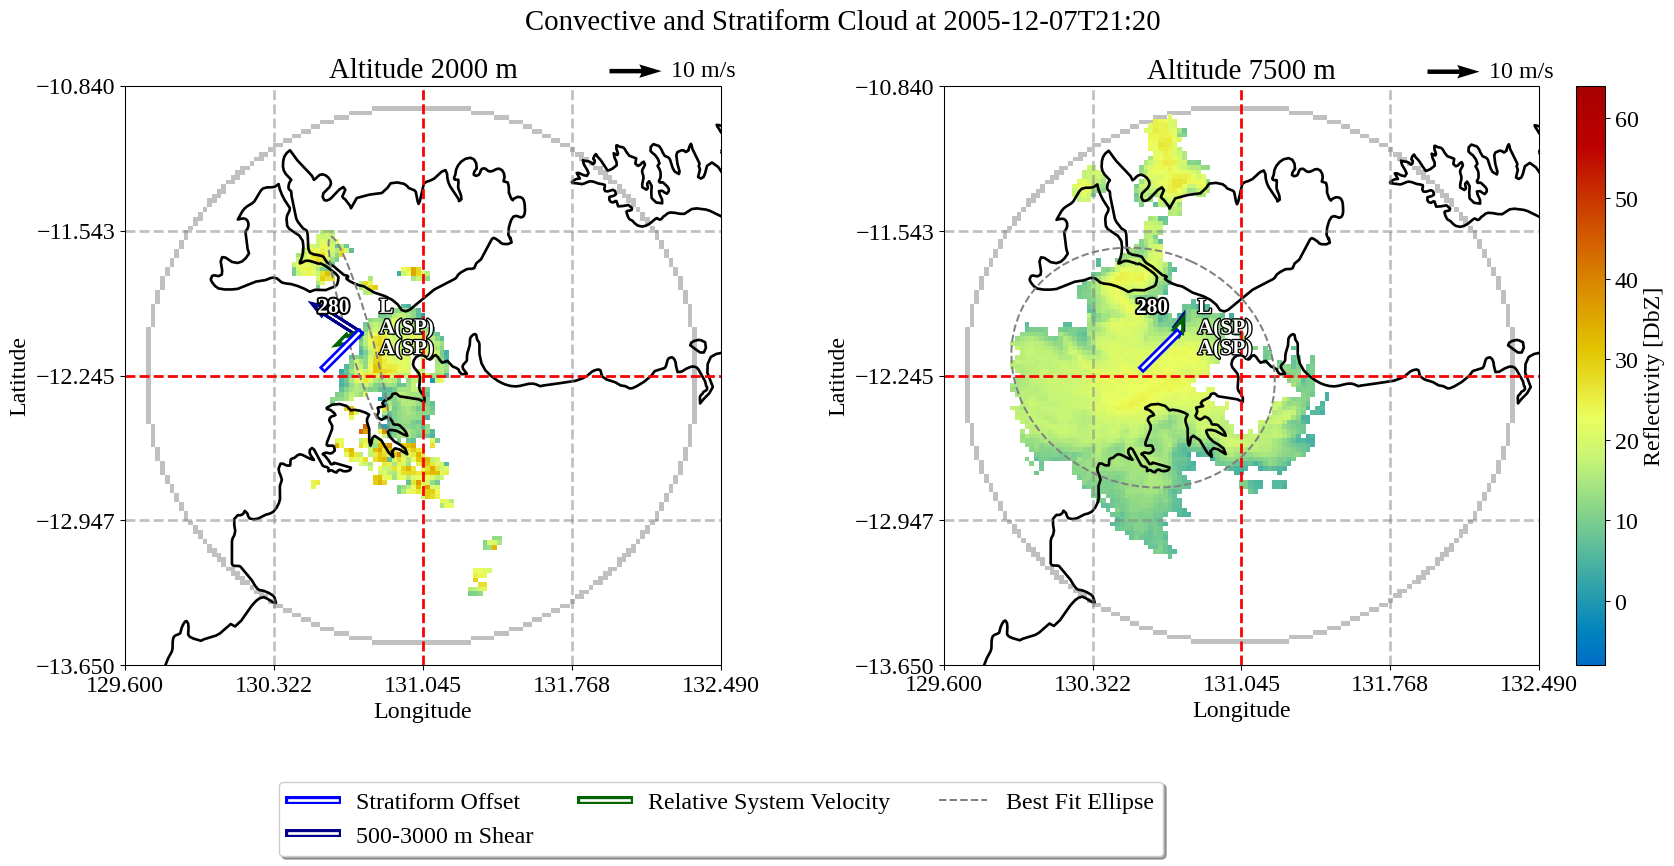 Convective and Stratiform Cloud at 2005-12-07T21:20
Altitude 2000 m
10 m/s
−10.840
−11.543
−12.245
−12.947
−13.650
Latitude
129.600
130.322
131.045
131.768
132.490
Longitude
280
L
A(SP)
A(SP)
Altitude 7500 m
10 m/s
−10.840
−11.543
−12.245
−12.947
−13.650
Latitude
129.600
130.322
131.045
131.768
132.490
Longitude
280
L
A(SP)
A(SP)
60
50
40
30
20
10
0
Reflectivity [DbZ]
Stratiform Offset
Relative System Velocity
Best Fit Ellipse
500-3000 m Shear